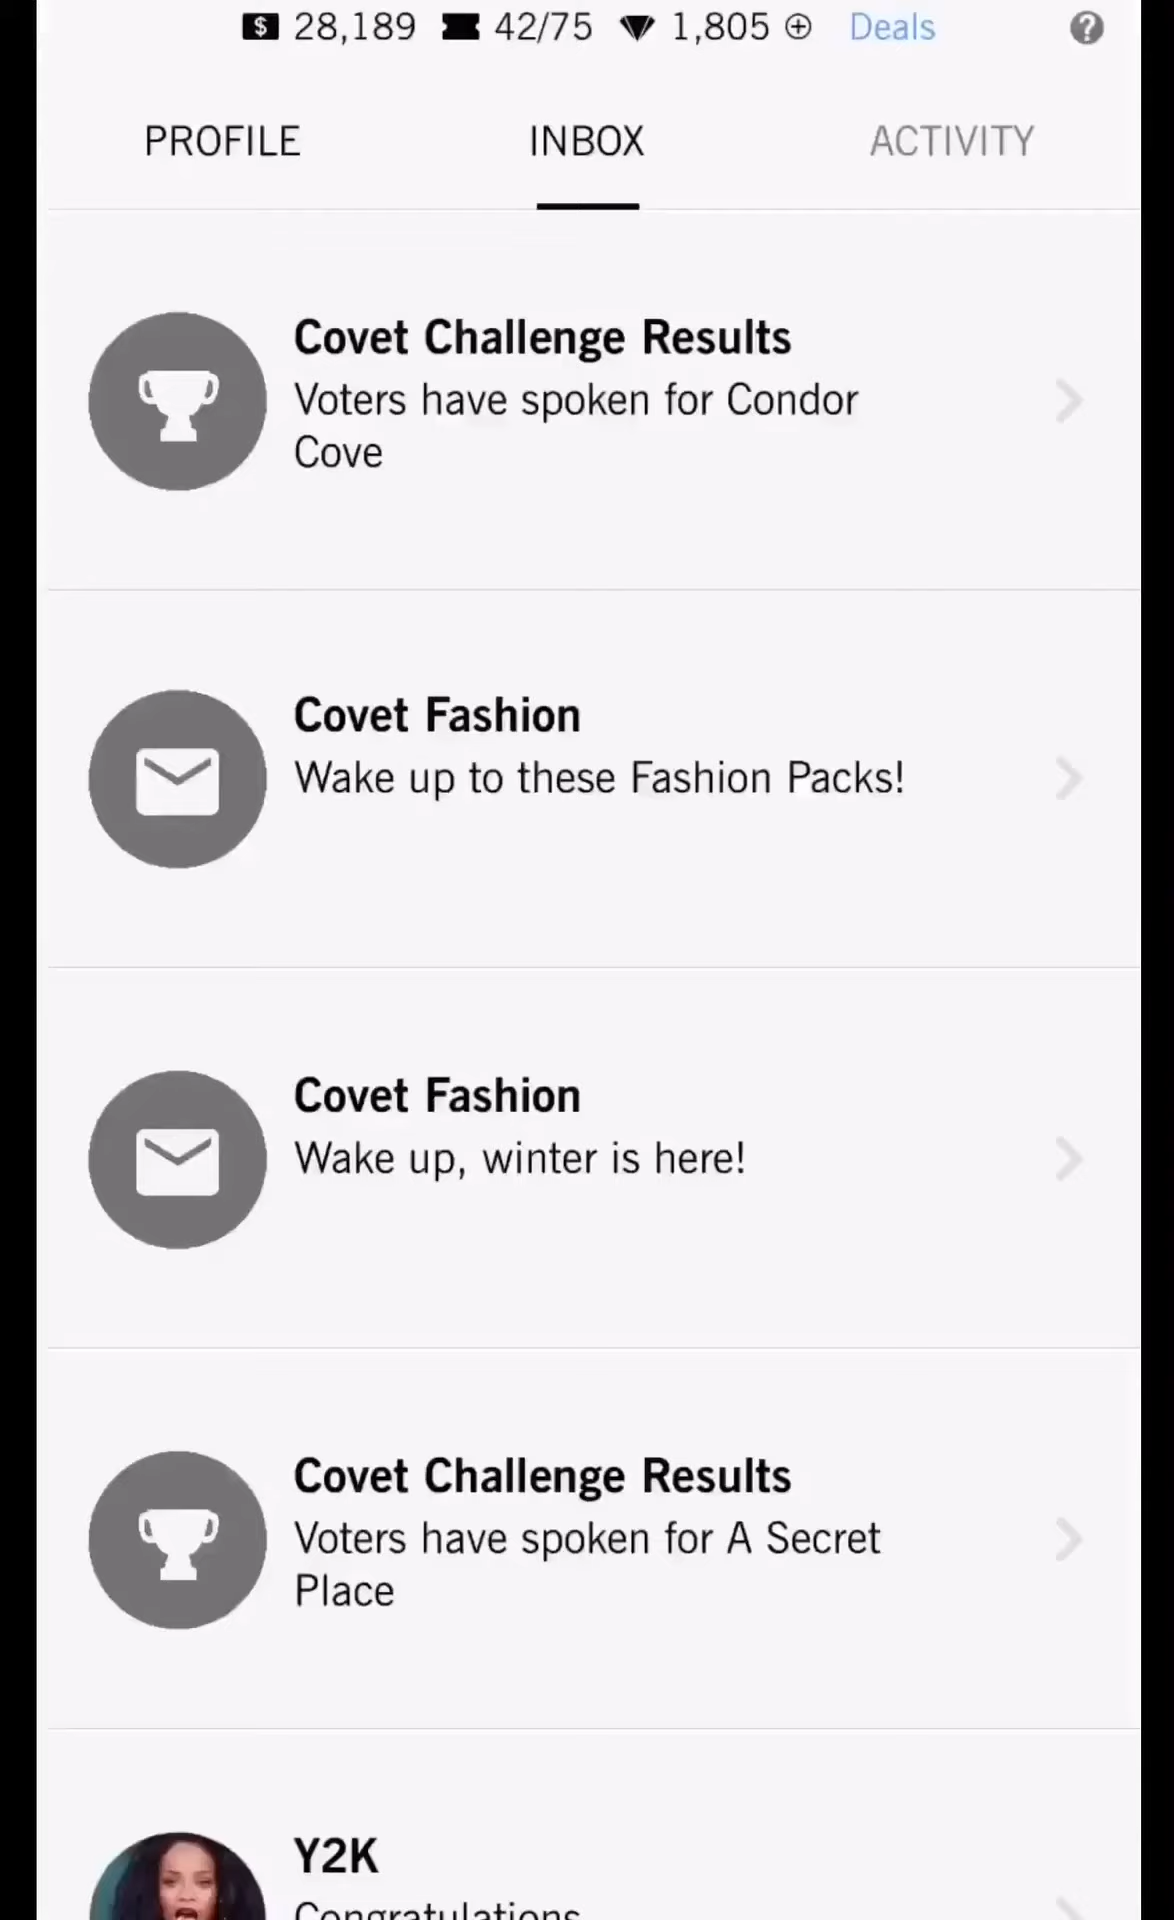 $ 28,189 42/75 1,805 Deals ?
PROFILE INBOX ACTIVITY
Covet Challenge Results
Voters have spoken for Condor
Cove
Covet Fashion
Wake up to these Fashion Packs!
Covet Fashion
Wake up, winter is here!
Covet Challenge Results
Voters have spoken for A Secret
Place
Y2K
Congratulations